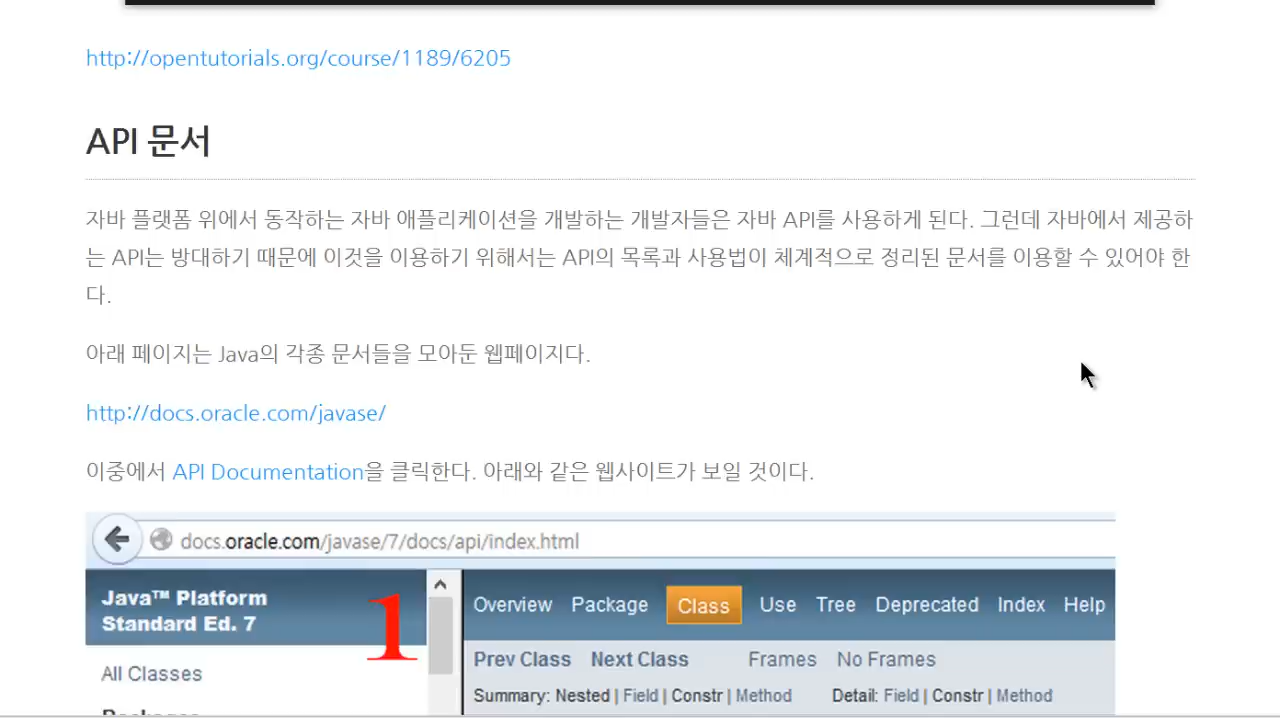 http://opentutorials.org/course/1189/6205
API 문서
자바 플랫폼 위에서 동작하는 자바 애플리케이션을 개발하는 개발자들은 자바 API를 사용하게 된다. 그런데 자바에서 제공하
는 API는 방대하기 때문에 이것을 이용하기 위해서는 API의 목록과 사용법이 체계적으로 정리된 문서를 이용할 수 있어야 한
다.
아래 페이지는 Java의 각종 문서들을 모아둔 웹페이지다.
http://docs.oracle.com/javase/
이중에서 API Documentation을 클릭한다. 아래와 같은 웹사이트가 보일 것이다.
docs.oracle.com/javase/7/docs/api/index.html
Java™ Platform
Standard Ed. 7
1
All Classes
Overview Package Class Use Tree Deprecated Index Help
Prev Class Next Class Frames No Frames
Summary: Nested | Field | Constr | Method Detail: Field | Constr | Method